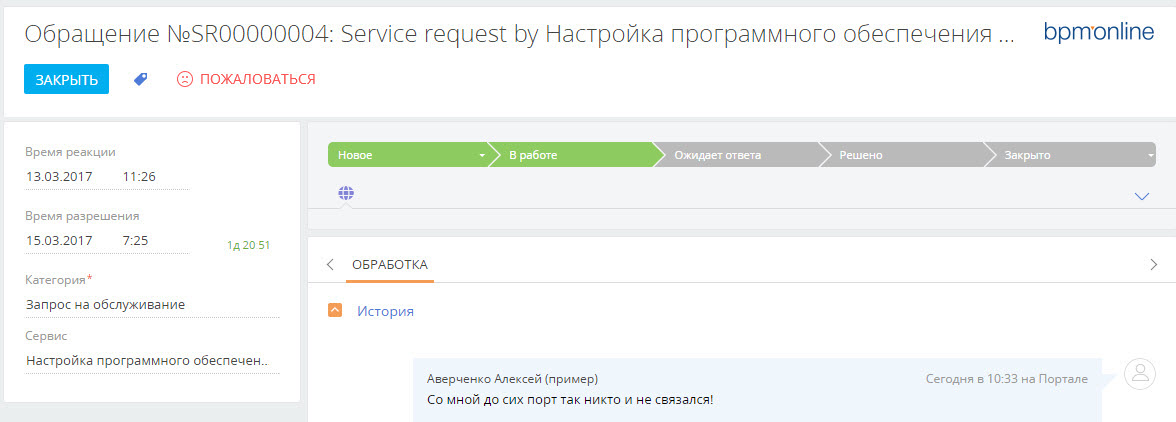 Обращение №SR00000004: Service request by Настройка программного обеспечения ...
bpm'online
ЗАКРЫТЬ
ПОЖАЛОВАТЬСЯ
Время реакции
13.03.2017 11:26
Время разрешения
15.03.2017 7:25 1д 20 51
Категория*
Запрос на обслуживание
Сервис
Настройка программного обеспечен..
Новое
В работе
Ожидает ответа
Решено
Закрыто
ОБРАБОТКА
История
Аверченко Алексей (пример)
Сегодня в 10:33 на Портале
Со мной до сих порт так никто и не связался!